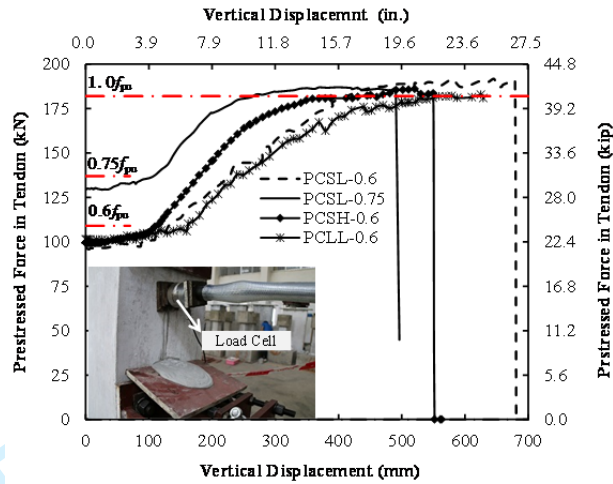 Vertical Displacemnt (in.)
0.0 3.9 7.9 11.8 15.7 19.6 23.6 27.5
200 44.8
175 39.2
150 33.6
125 28.0
100 22.4
75 16.8
50 11.2
25 5.6
0 0.0
Prestressed Force in Tendon (kN)
Prstressed Force in Tendon (kip)
1.0fpu
0.75fpu
0.6fpu
PCSL-0.6
PCSL-0.75
PCSH-0.6
PCLL-0.6
Load Cell
0 100 200 300 400 500 600 700
Vertical Displacement (mm)